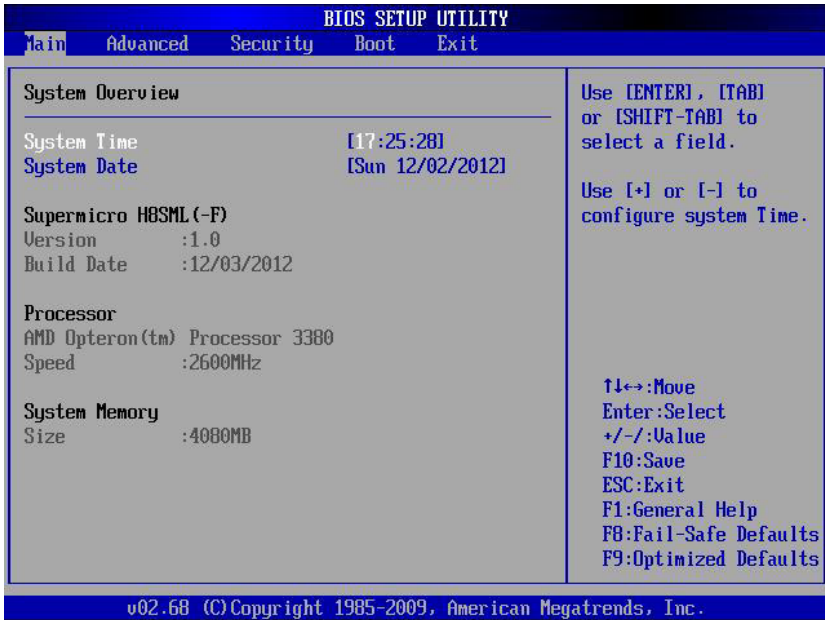 BIOS SETUP UTILITY
Main Advanced Security Boot Exit
System Overview
System Time [17:25:28]
System Date [Sun 12/02/2012]
Supermicro H8SML(-F)
Version :1.0
Build Date :12/03/2012
Processor
AMD Opteron(tm) Processor 3380
Speed :2600MHz
System Memory
Size :4080MB
Use [ENTER], [TAB]
or [SHIFT-TAB] to
select a field.
Use [+] or [-] to
configure system Time.
↑↓←→:Move
Enter:Select
+/-/:Value
F10:Save
ESC:Exit
F1:General Help
F8:Fail-Safe Defaults
F9:Optimized Defaults
v02.68 (C)Copyright 1985-2009, American Megatrends, Inc.